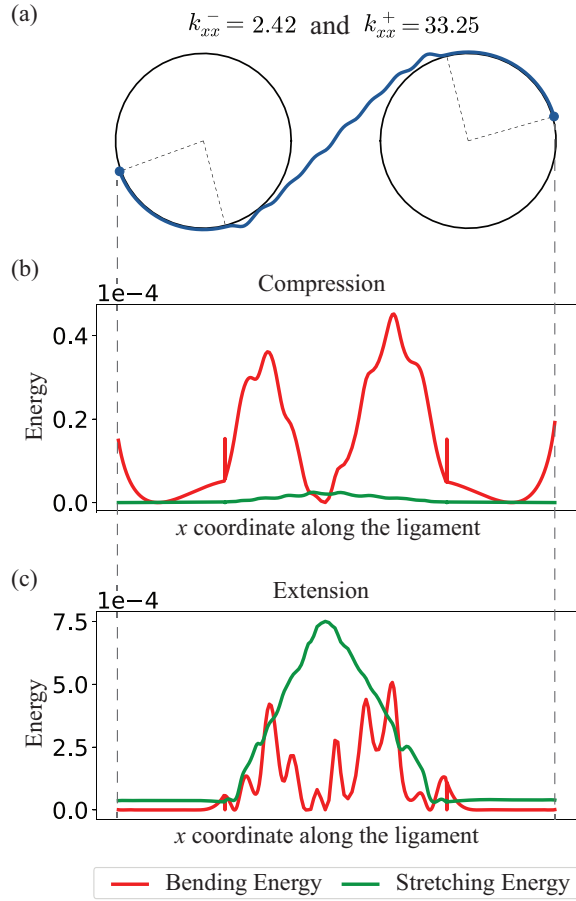 (a)
k_{xx}^{-} = 2.42 and k_{xx}^{+} = 33.25
(b)
1e-4
Compression
0.4
0.2
0.0
Energy
x coordinate along the ligament
(c)
1e-4
Extension
7.5
5.0
2.5
0.0
Energy
x coordinate along the ligament
Bending Energy
Stretching Energy